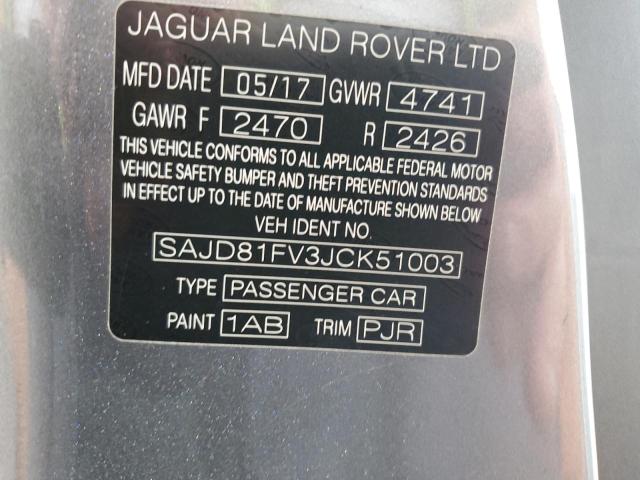 JAGUAR LAND ROVER LTD
MFD DATE 05/17 GVWR 4741
GAWR F 2470 R 2426
THIS VEHICLE CONFORMS TO ALL APPLICABLE FEDERAL MOTOR
VEHICLE SAFETY BUMPER AND THEFT PREVENTION STANDARDS
IN EFFECT UP TO THE DATE OF MANUFACTURE SHOWN BELOW
VEH IDENT NO.
SAJD81FV3JCK51003
TYPE PASSENGER CAR
PAINT 1AB TRIM PJR